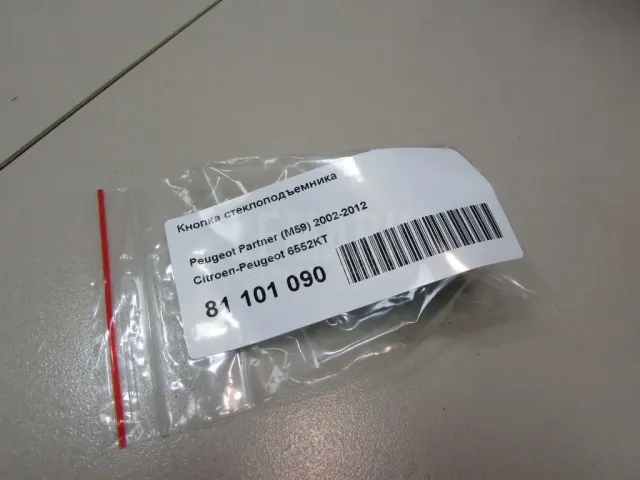 Кнопка стеклоподъемника
Peugeot Partner (M59) 2002-2012
Citroen-Peugeot 6552KT
81 101 090